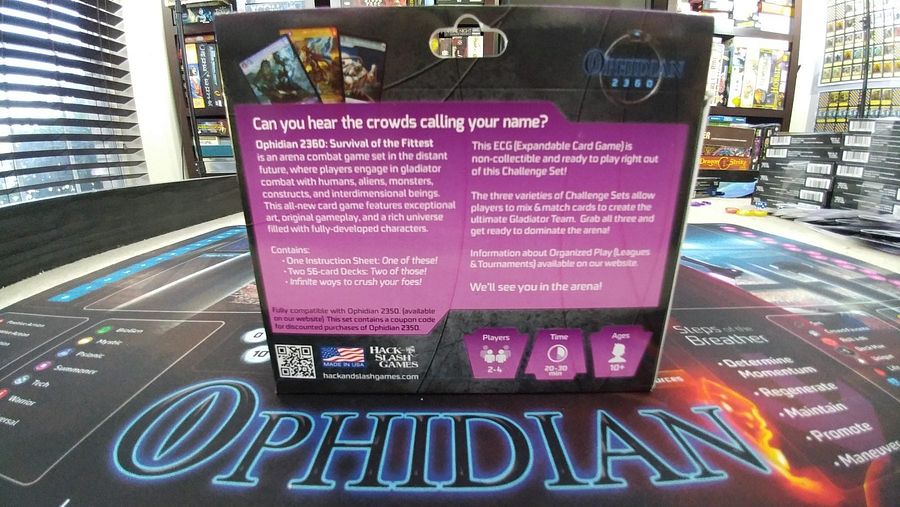 OPHIDIAN
2360
Can you hear the crowds calling your name?
Ophidian 2360: Survival of the Fittest
is an arena combat game set in the distant
future, where players engage in gladiator
combat with humans, aliens, monsters,
constructs, and interdimensional beings.
This all-new card game features exceptional
art, original gameplay, and a rich universe
filled with fully-developed characters.
Contains:
• One Instruction Sheet: One of these!
• Two 56-card Decks: Two of those!
• Infinite ways to crush your foes!
Fully compatible with Ophidian 2350. (available
on our website) This set contains a coupon code
for discounted purchases of Ophidian 2350.
This ECG (Expandable Card Game) is
non-collectible and ready to play right out
of this Challenge Set!
The three varieties of Challenge Sets allow
players to mix & match cards to create the
ultimate Gladiator Team. Grab all three and
get ready to dominate the arena!
Information about Organized Play (Leagues
& Tournaments) available on our website.
We'll see you in the arena!
MADE IN USA
HACK AND
SLASH
GAMES
hackandslashgames.com
Players
2-4
Time
20-30
min
Ages
10+
Dragon Strike
Mystic
Psionic
Summoner
Tech
Warrior
Steps of the
Breather
• Determine
Momentum
• Regenerate
• Maintain
• Promote
• Maneuver
OPHIDIAN